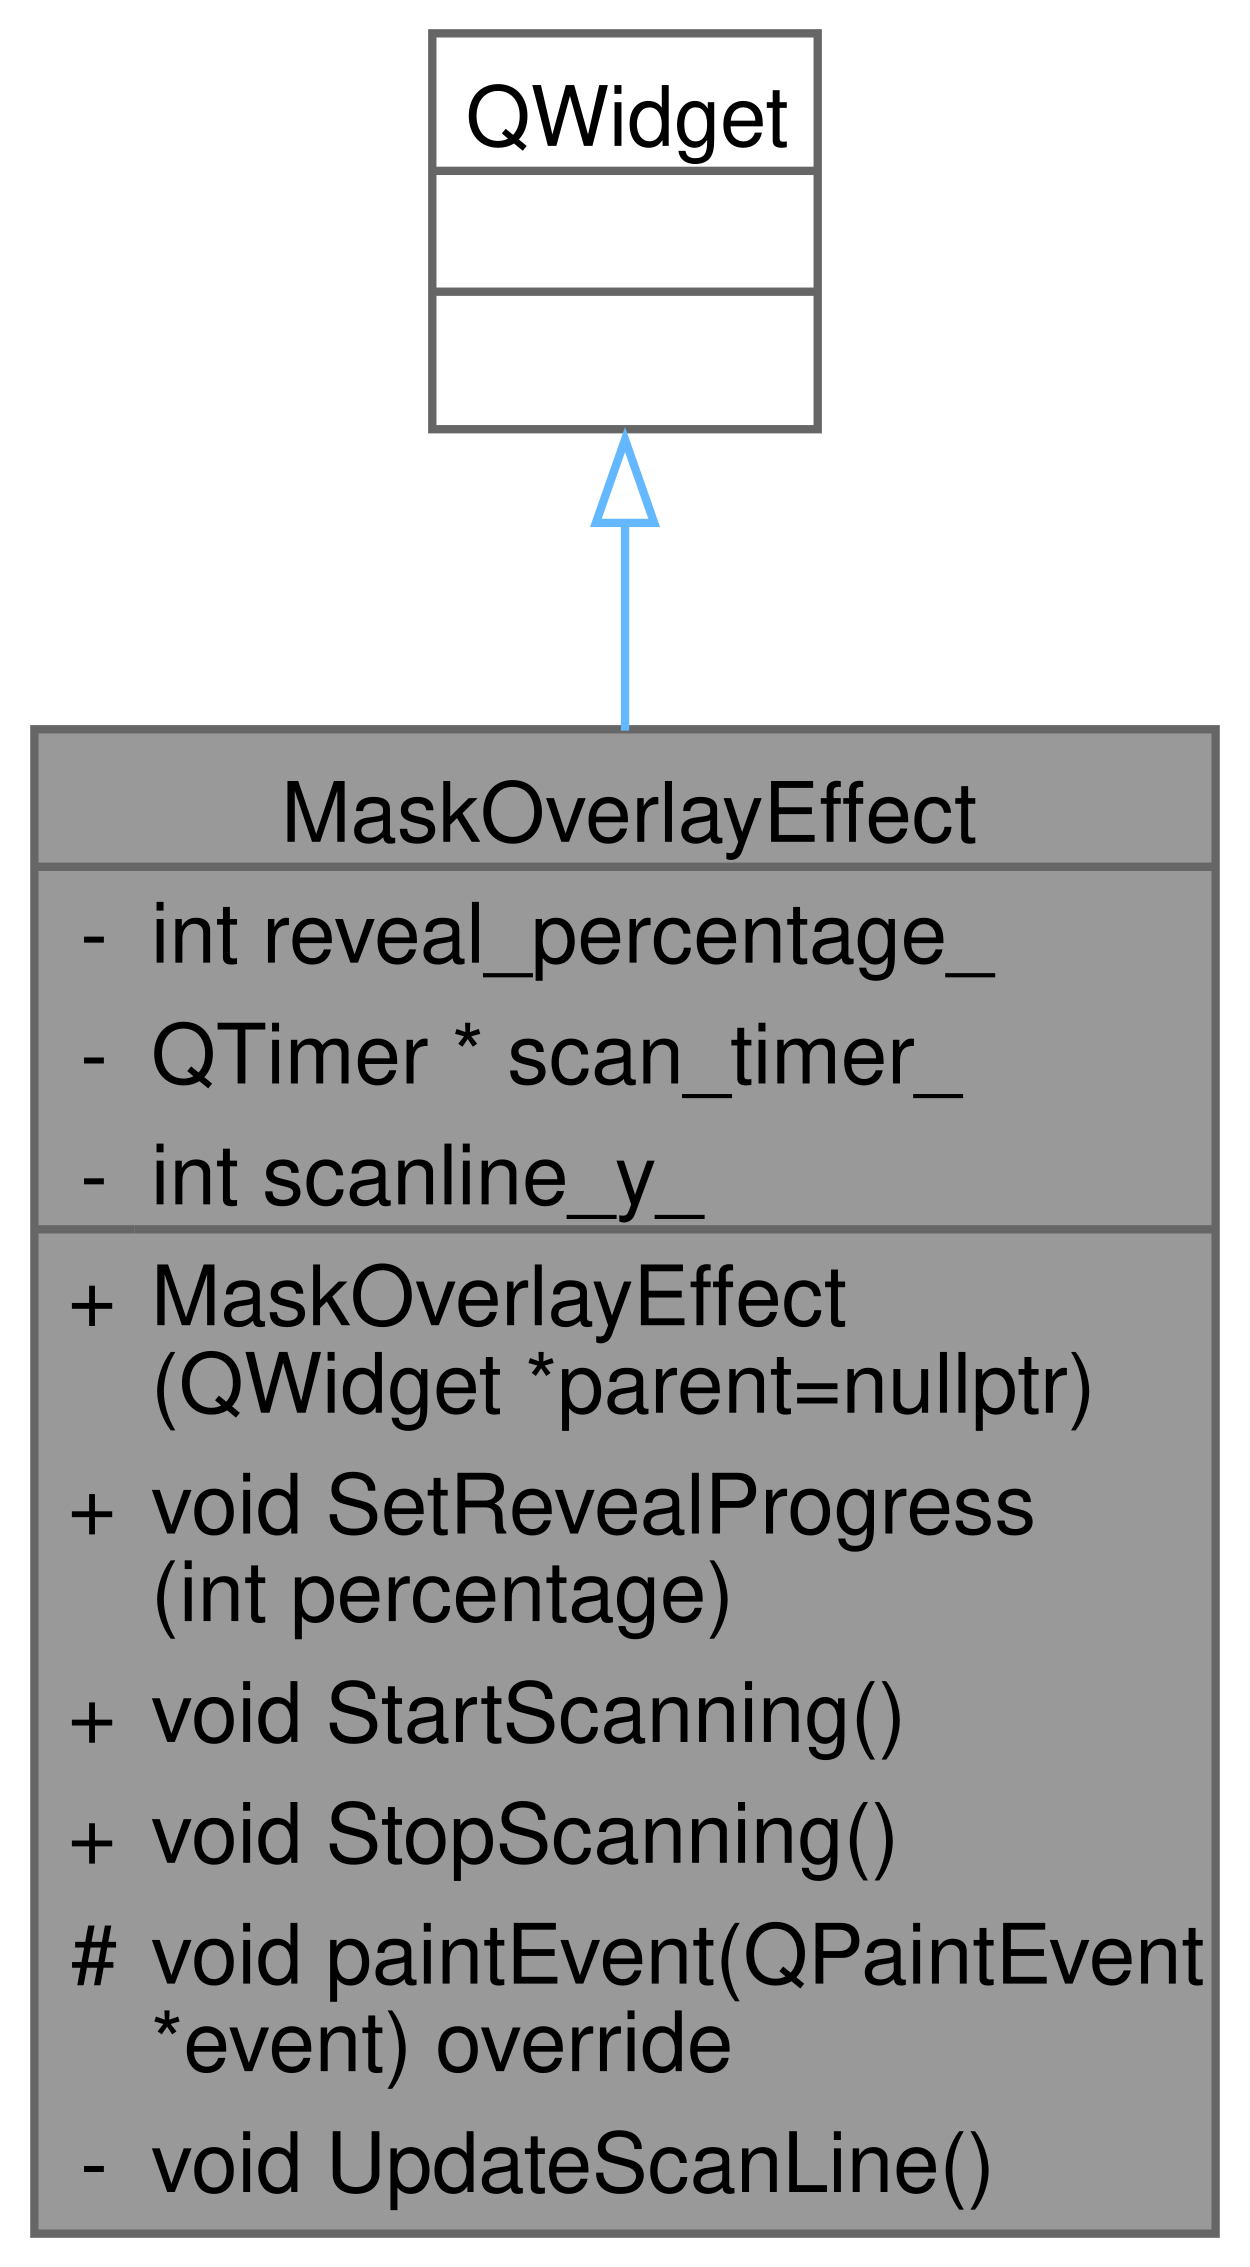 QWidget
MaskOverlayEffect
- int reveal_percentage_
- QTimer * scan_timer_
- int scanline_y_
+ MaskOverlayEffect
(QWidget *parent=nullptr)
+ void SetRevealProgress
(int percentage)
+ void StartScanning()
+ void StopScanning()
# void paintEvent(QPaintEvent
*event) override
- void UpdateScanLine()